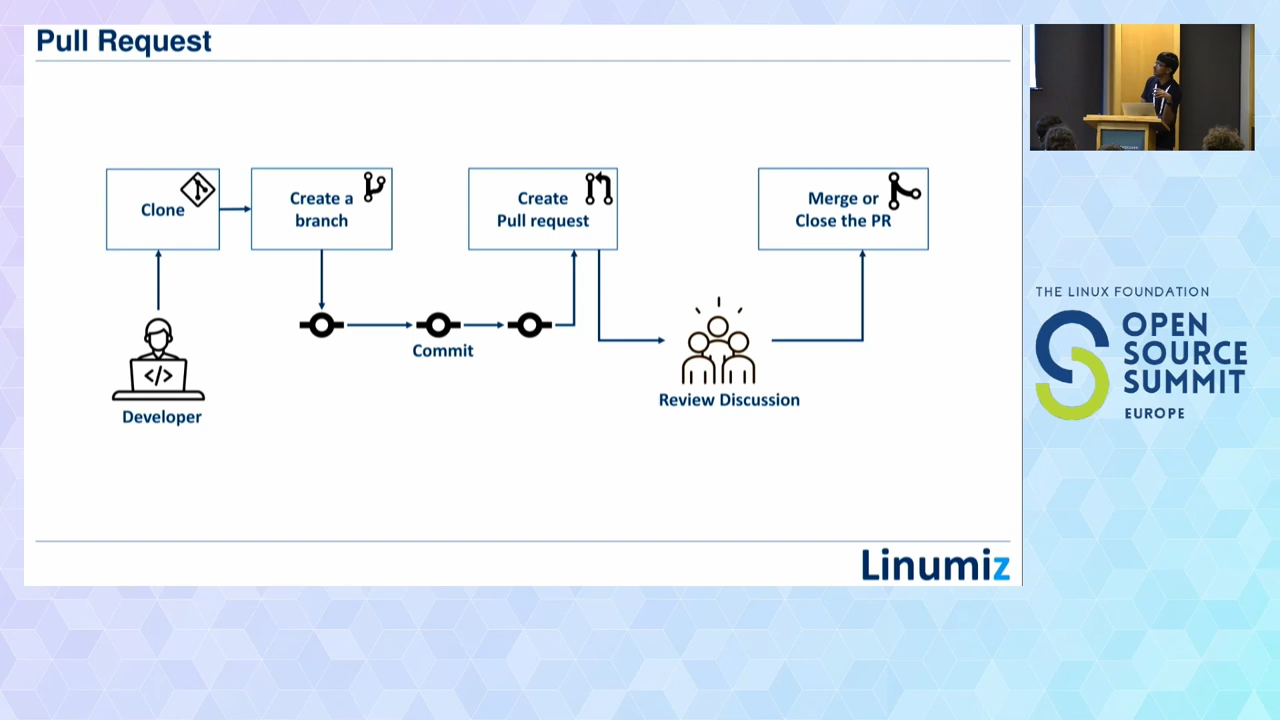 Pull Request
Clone
Create a
branch
Create
Pull request
Merge or
Close the PR
Commit
</>
Developer
Review Discussion
Linumiz
THE LINUX FOUNDATION
OPEN
SOURCE
SUMMIT
EUROPE